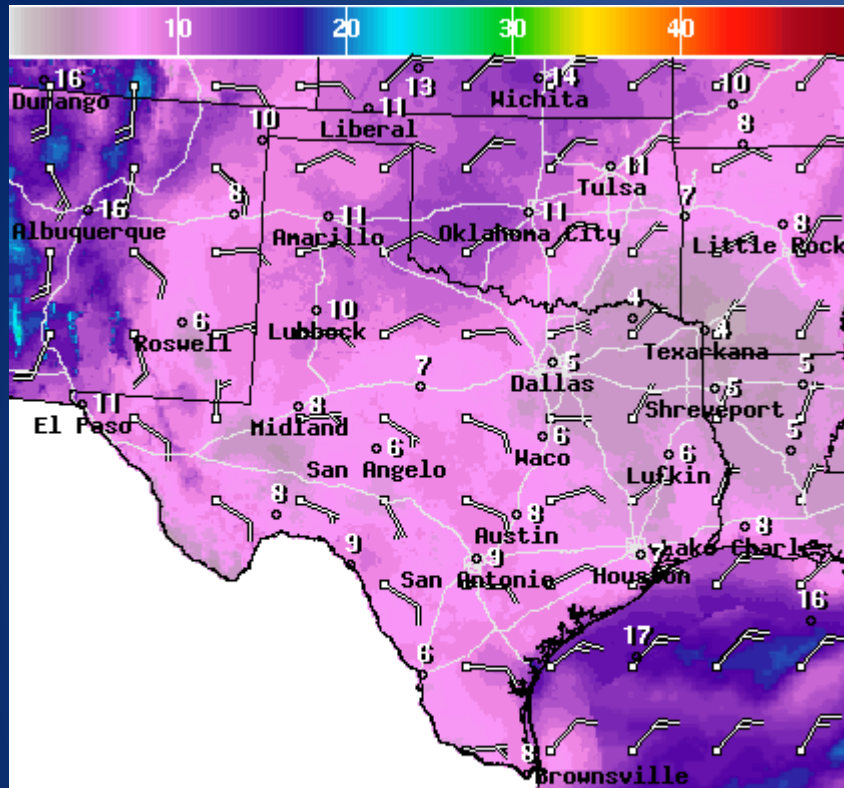 10 20 30 40
16 13 14 10
Durango Wichita
11
Liberal
10 8
11
Tulsa
16 8 11 11 7 8
Albuquerque Amarillo Oklahoma City Little Rock
6 10 4 4
Roswell Lubbock Texarkana
7 5 5 5
Dallas
11 8 Shreveport
El Paso Midland
6 6 6 5
San Angelo Waco Lufkin
8 8 8
Austin
9 9 7 Lake Charles
San Antonio Houston
16
17
6
8
Brownsville